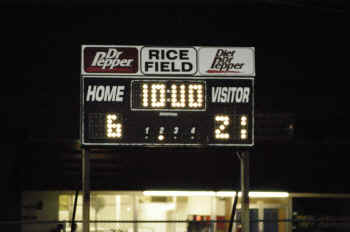 Dr Pepper
RICE FIELD
Diet Dr Pepper
HOME 10:00 VISITOR
6 1 2 3 4 21